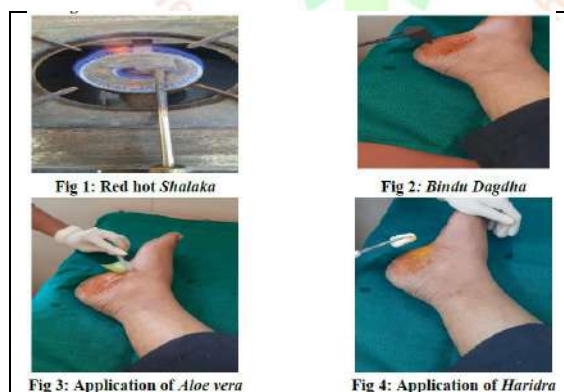 Fig 1: Red hot Shalaka
Fig 2: Bindu Dagdha
Fig 3: Application of Aloe vera
Fig 4: Application of Haridra